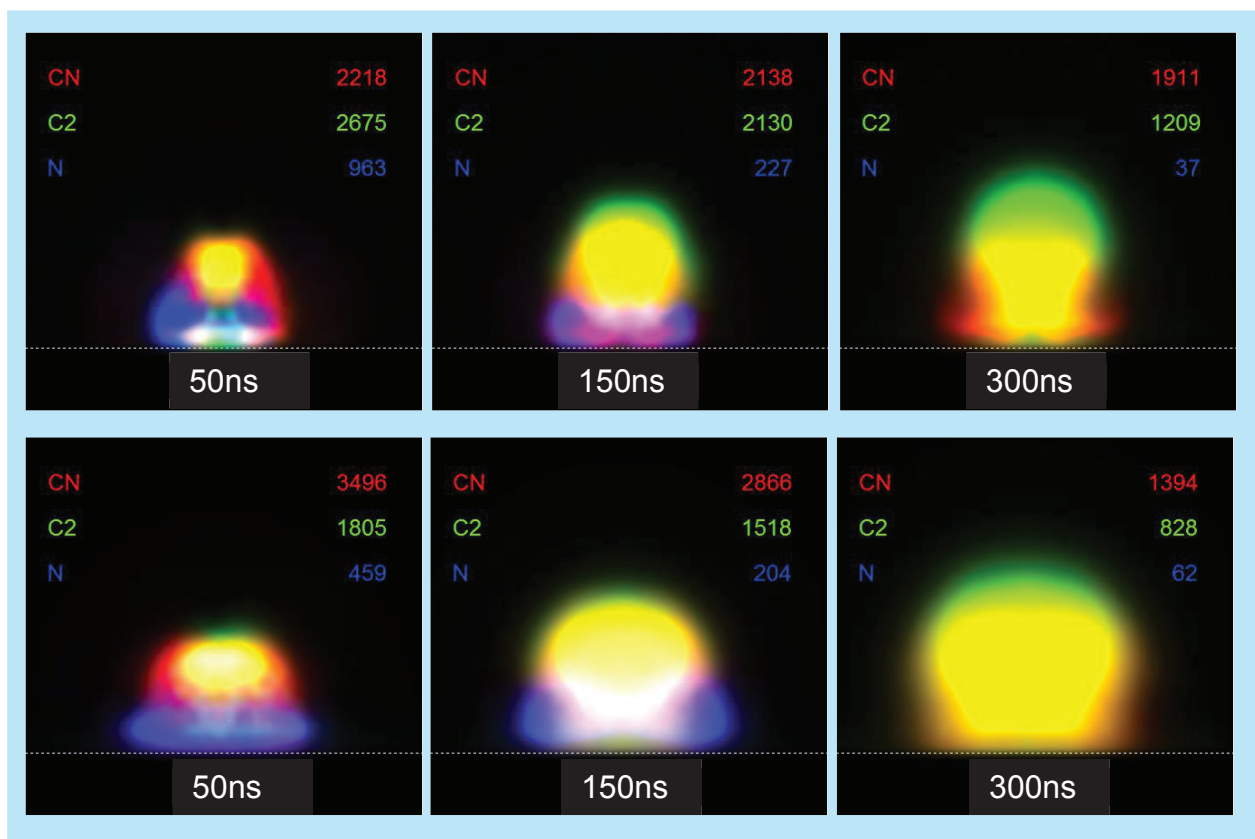 CN 2218
C2 2675
N 963
50ns
CN 2138
C2 2130
N 227
150ns
CN 1911
C2 1209
N 37
300ns
CN 3496
C2 1805
N 459
50ns
CN 2866
C2 1518
N 204
150ns
CN 1394
C2 828
N 62
300ns